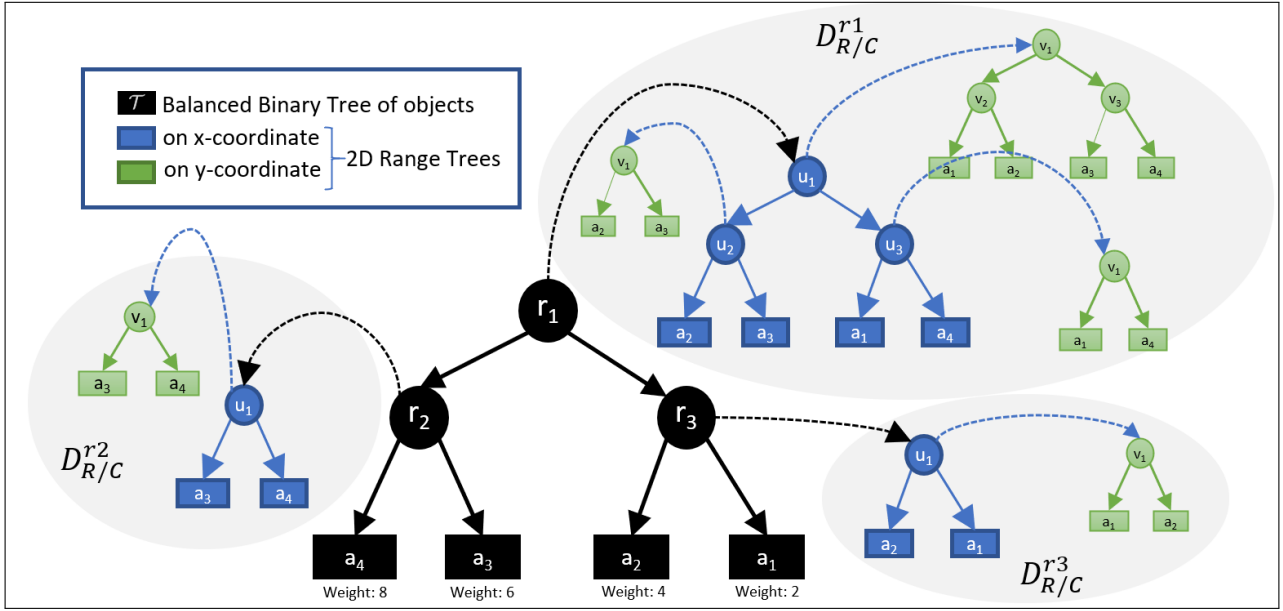 𝒯 Balanced Binary Tree of objects
on x-coordinate
on y-coordinate
2D Range Trees
D^{r1}_{R/C}
v₁
v₂ v₃
a₁ a₂ a₃ a₄
v₁
a₂ a₃
u₁
u₂ u₃
a₂ a₃ a₁ a₄
v₁
a₁ a₄
r₁
v₁
a₃ a₄
u₁
a₃ a₄
D^{r2}_{R/C}
r₂ r₃
a₄ a₃ a₂ a₁
Weight: 8 Weight: 6 Weight: 4 Weight: 2
u₁
a₂ a₁
v₁
a₁ a₂
D^{r3}_{R/C}